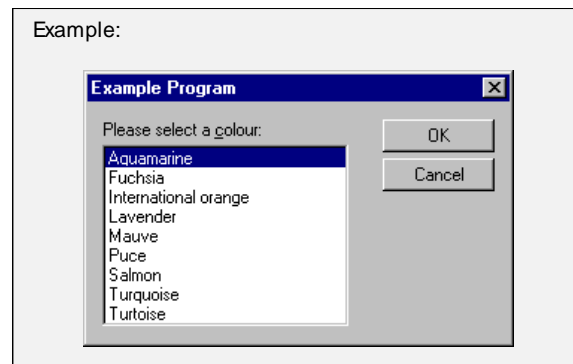 Example:
Example Program
Please select a colour:
OK
Cancel
Aquamarine
Fuchsia
International orange
Lavender
Mauve
Puce
Salmon
Turquoise
Turtoise